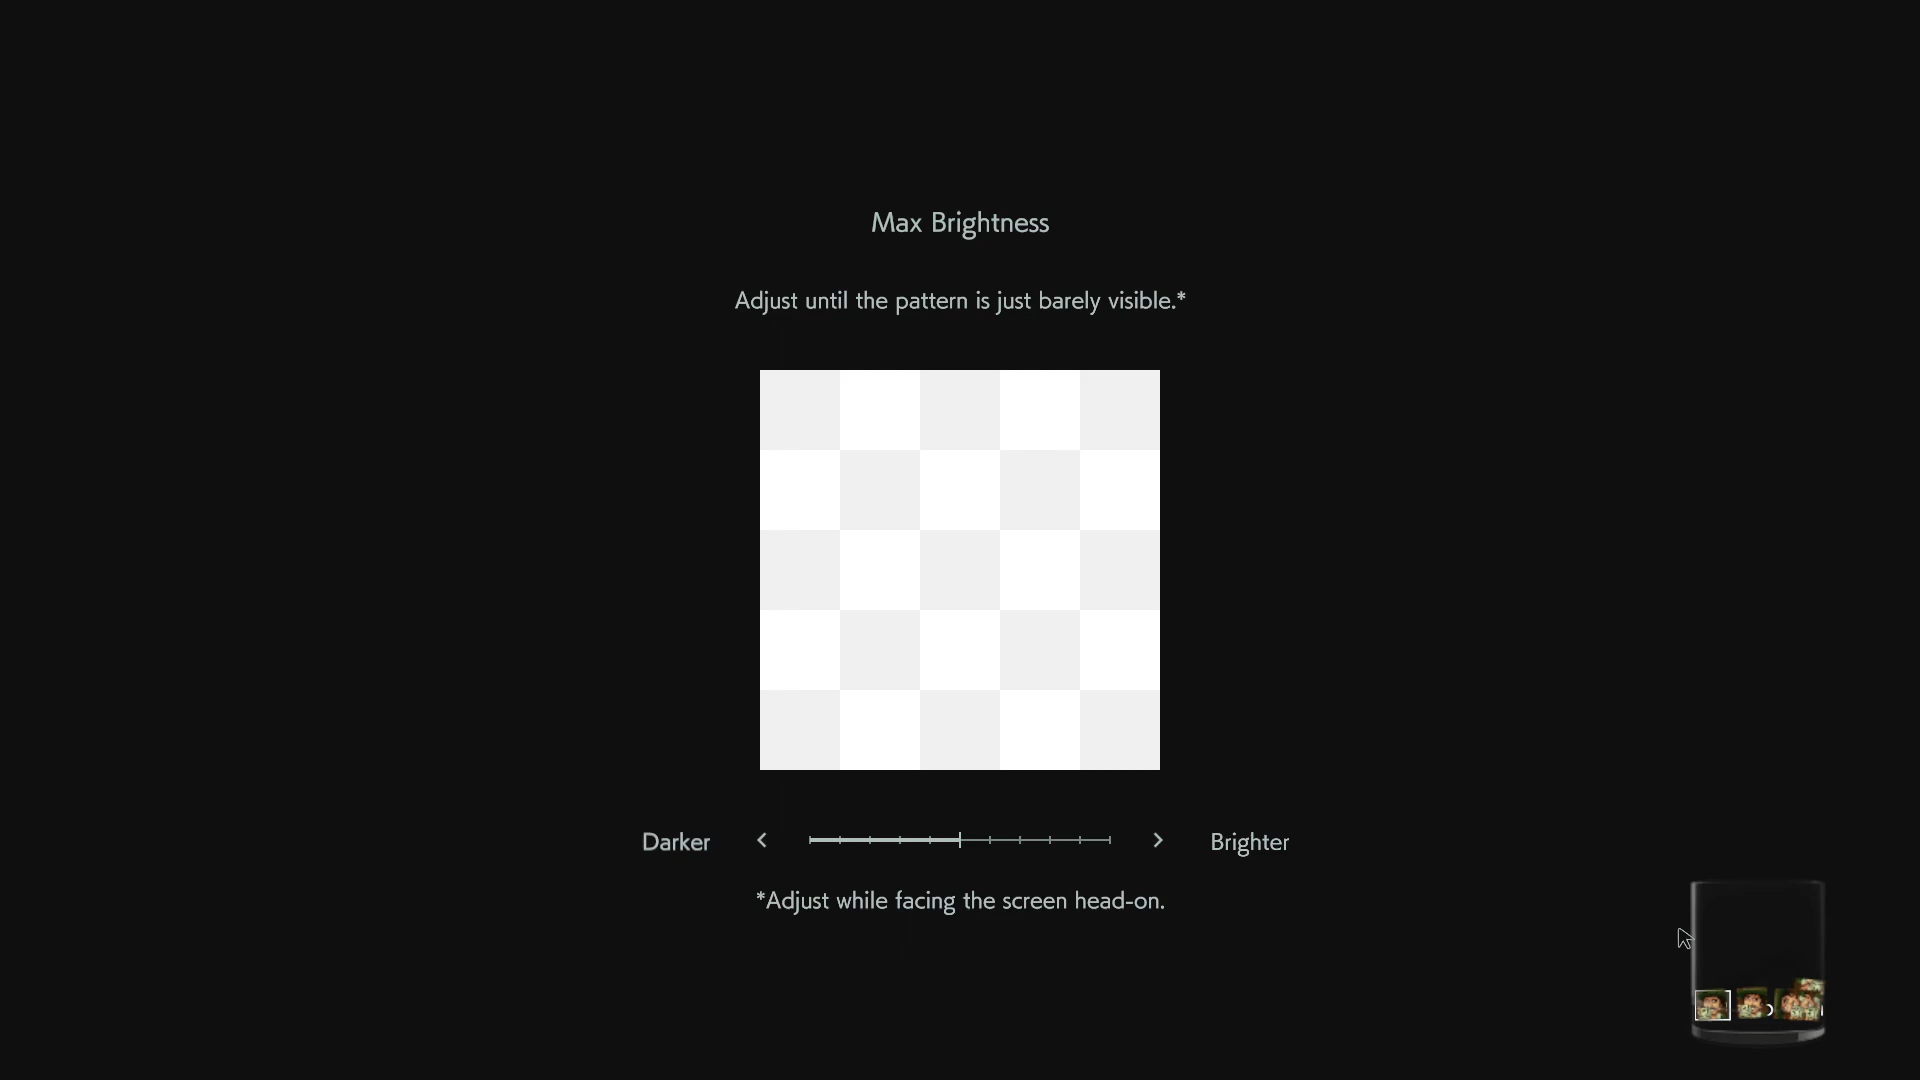 Max Brightness
Adjust until the pattern is just barely visible.*
Darker
Brighter
*Adjust while facing the screen head-on.